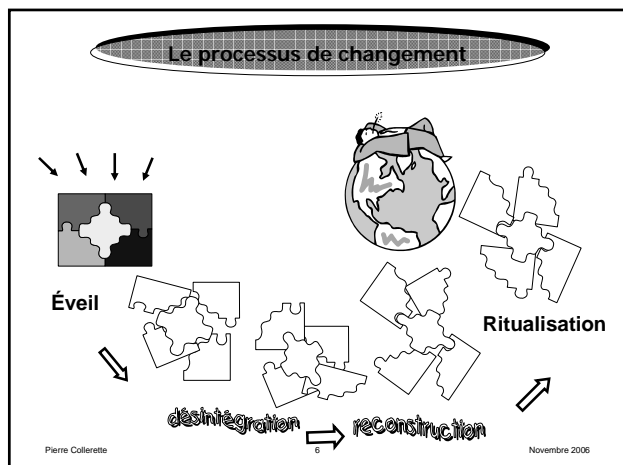 Le processus de changement
Éveil
Ritualisation
désintégration
reconstruction
Pierre Collerette
6
Novembre 2006